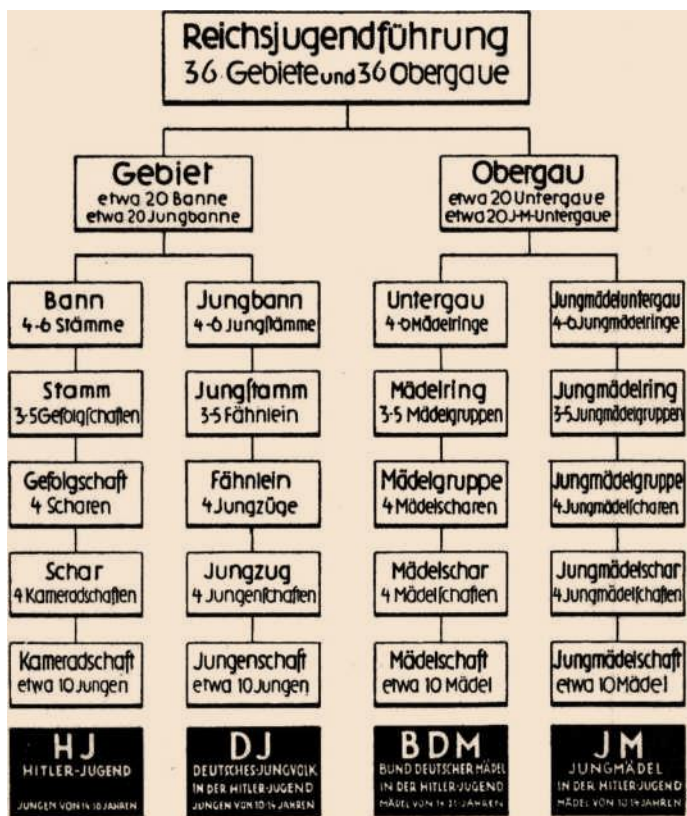 Reichsjugendführung
36 Gebiete und 36 Obergaue
Gebiet
etwa 20 Banne
etwa 20 Jungbanne
Obergau
etwa 20 Untergaue
etwa 20 J-M-Untergaue
Bann
4-6 Stämme
Jungbann
4-6 Jungſtämme
Untergau
4-6 Mädelringe
Jungmädeluntergau
4-6 Jungmädelringe
Stamm
3-5 Gefolgſchaften
Jungſtamm
3-5 Fähnlein
Mädelring
3-5 Mädelgruppen
Jungmädelring
3-5 Jungmädelgruppen
Gefolgschaft
4 Scharen
Fähnlein
4 Jungzüge
Mädelgruppe
4 Mädelscharen
Jungmädelgruppe
4 Jungmädelſcharen
Schar
4 Kameradschaften
Jungzug
4 Jungenſchaften
Mädelschar
4 Mädelſchaften
Jungmädelschar
4 Jungmädelſchaften
Kameradschaft
etwa 10 Jungen
Jungenschaft
etwa 10 Jungen
Mädelschaft
etwa 10 Mädel
Jungmädelschaft
etwa 10 Mädel
HJ
HITLER-JUGEND
JUNGEN VON 14-18 JAHREN
DJ
DEUTSCHES-JUNGVOLK
IN DER HITLER-JUGEND
JUNGEN VON 10-14 JAHREN
BDM
BUND DEUTSCHER MÄDEL
IN DER HITLER-JUGEND
MÄDEL VON 14-21 JAHREN
JM
JUNGMÄDEL
IN DER HITLER-JUGEND
MÄDEL VON 10-14 JAHREN